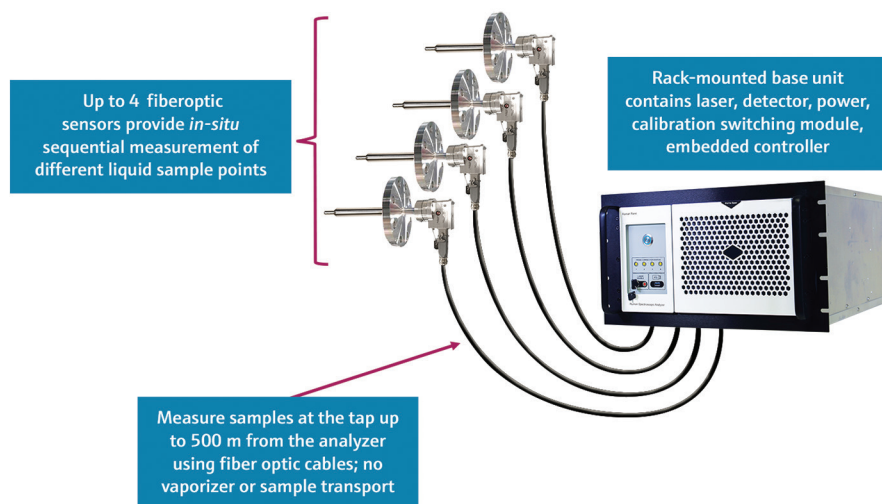 Up to 4 fiberoptic
sensors provide in-situ
sequential measurement of
different liquid sample points
Rack-mounted base unit
contains laser, detector, power,
calibration switching module,
embedded controller
Measure samples at the tap up
to 500 m from the analyzer
using fiber optic cables; no
vaporizer or sample transport